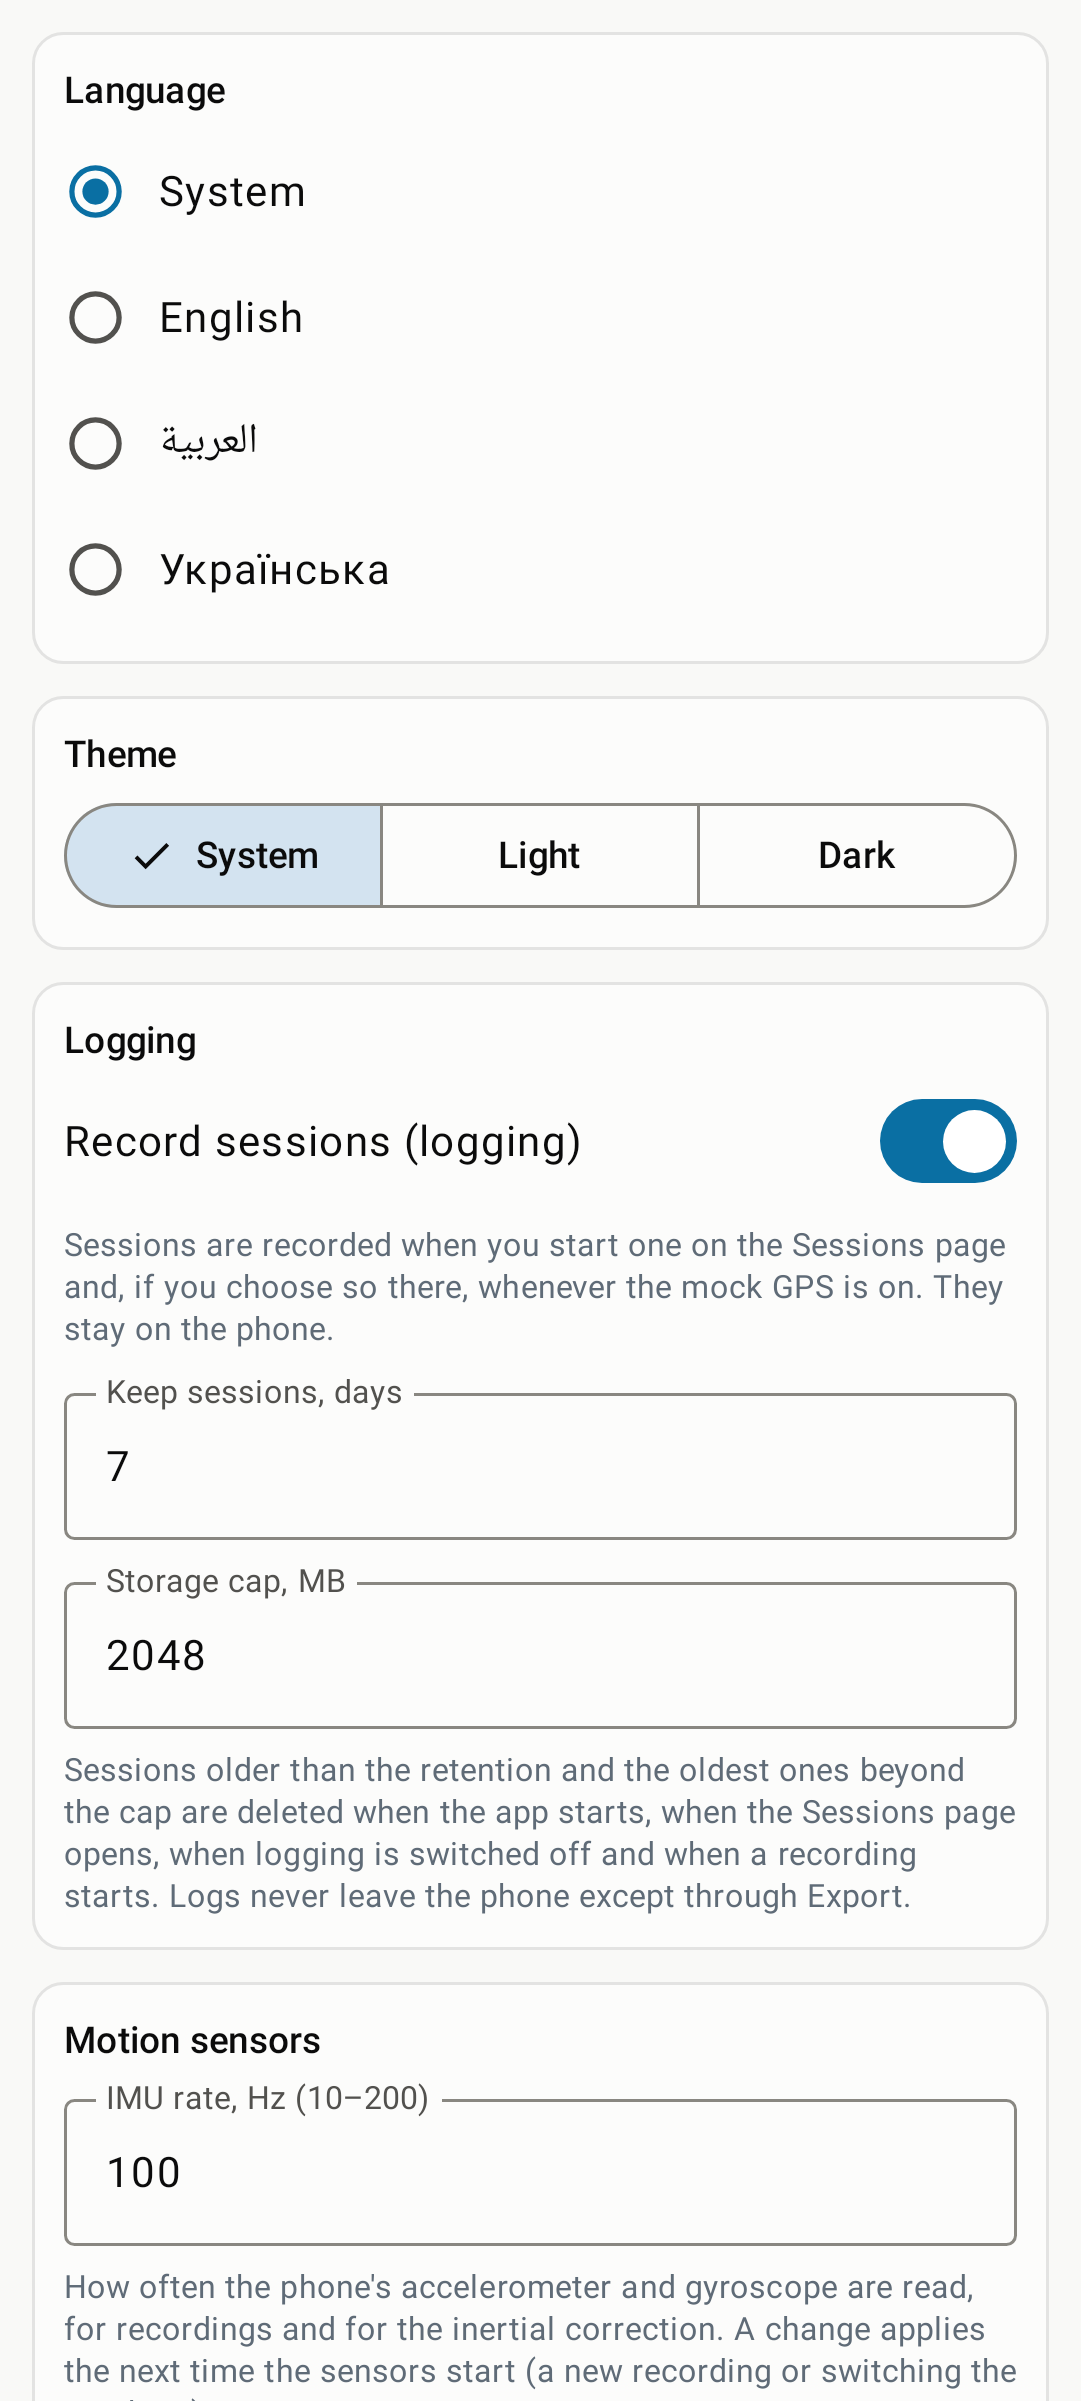 Language
System
English
العربية
Українська
Theme
System
Light
Dark
Logging
Record sessions (logging)
Sessions are recorded when you start one on the Sessions page
and, if you choose so there, whenever the mock GPS is on. They
stay on the phone.
Keep sessions, days
7
Storage cap, MB
2048
Sessions older than the retention and the oldest ones beyond
the cap are deleted when the app starts, when the Sessions page
opens, when logging is switched off and when a recording
starts. Logs never leave the phone except through Export.
Motion sensors
IMU rate, Hz (10–200)
100
How often the phone's accelerometer and gyroscope are read,
for recordings and for the inertial correction. A change applies
the next time the sensors start (a new recording or switching the